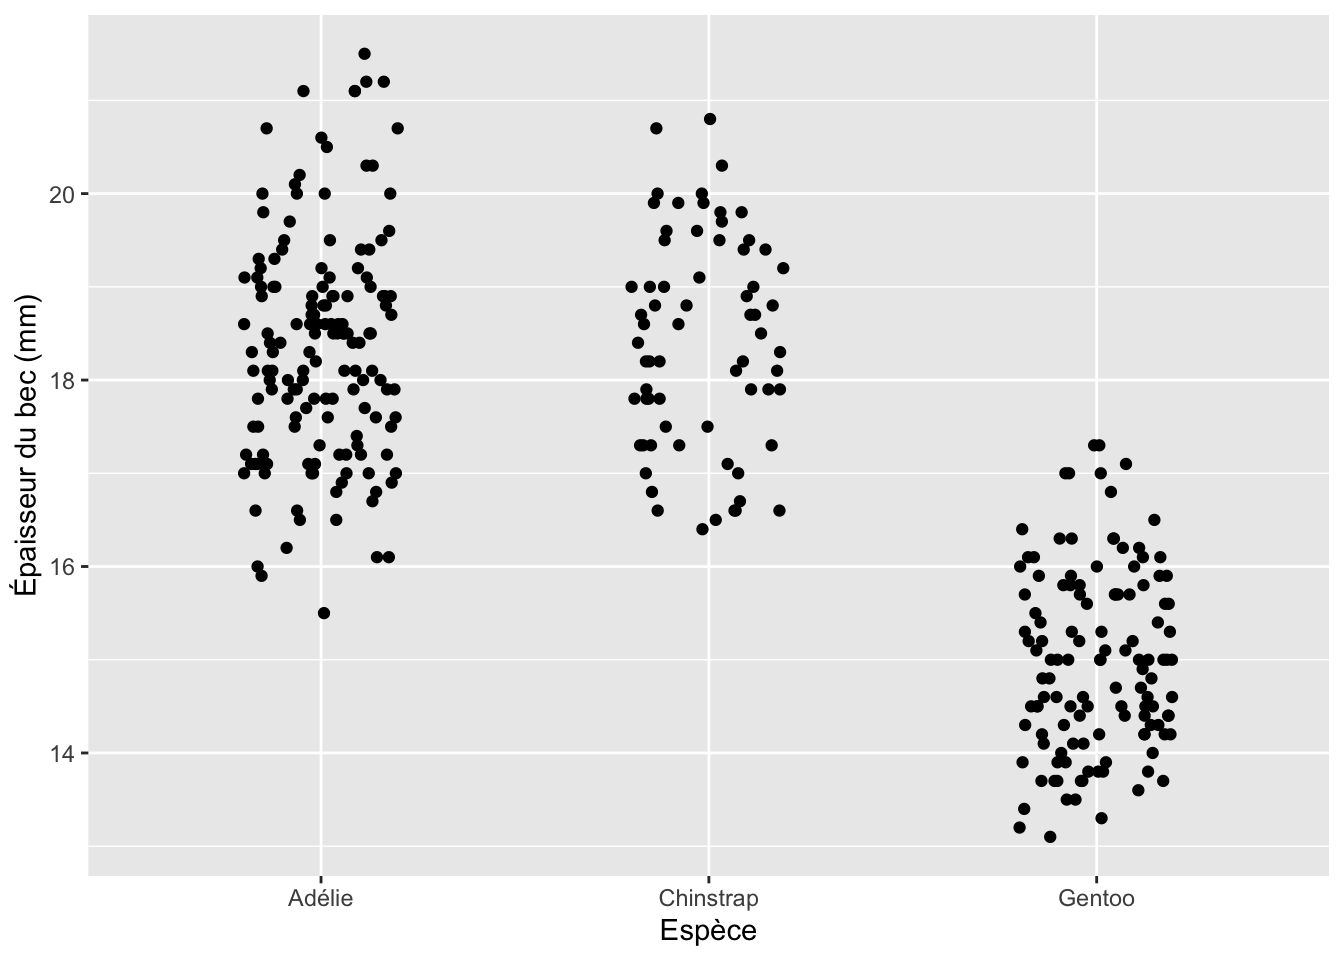 Épaisseur du bec (mm)
20
18
16
14
Adélie
Chinstrap
Gentoo
Espèce